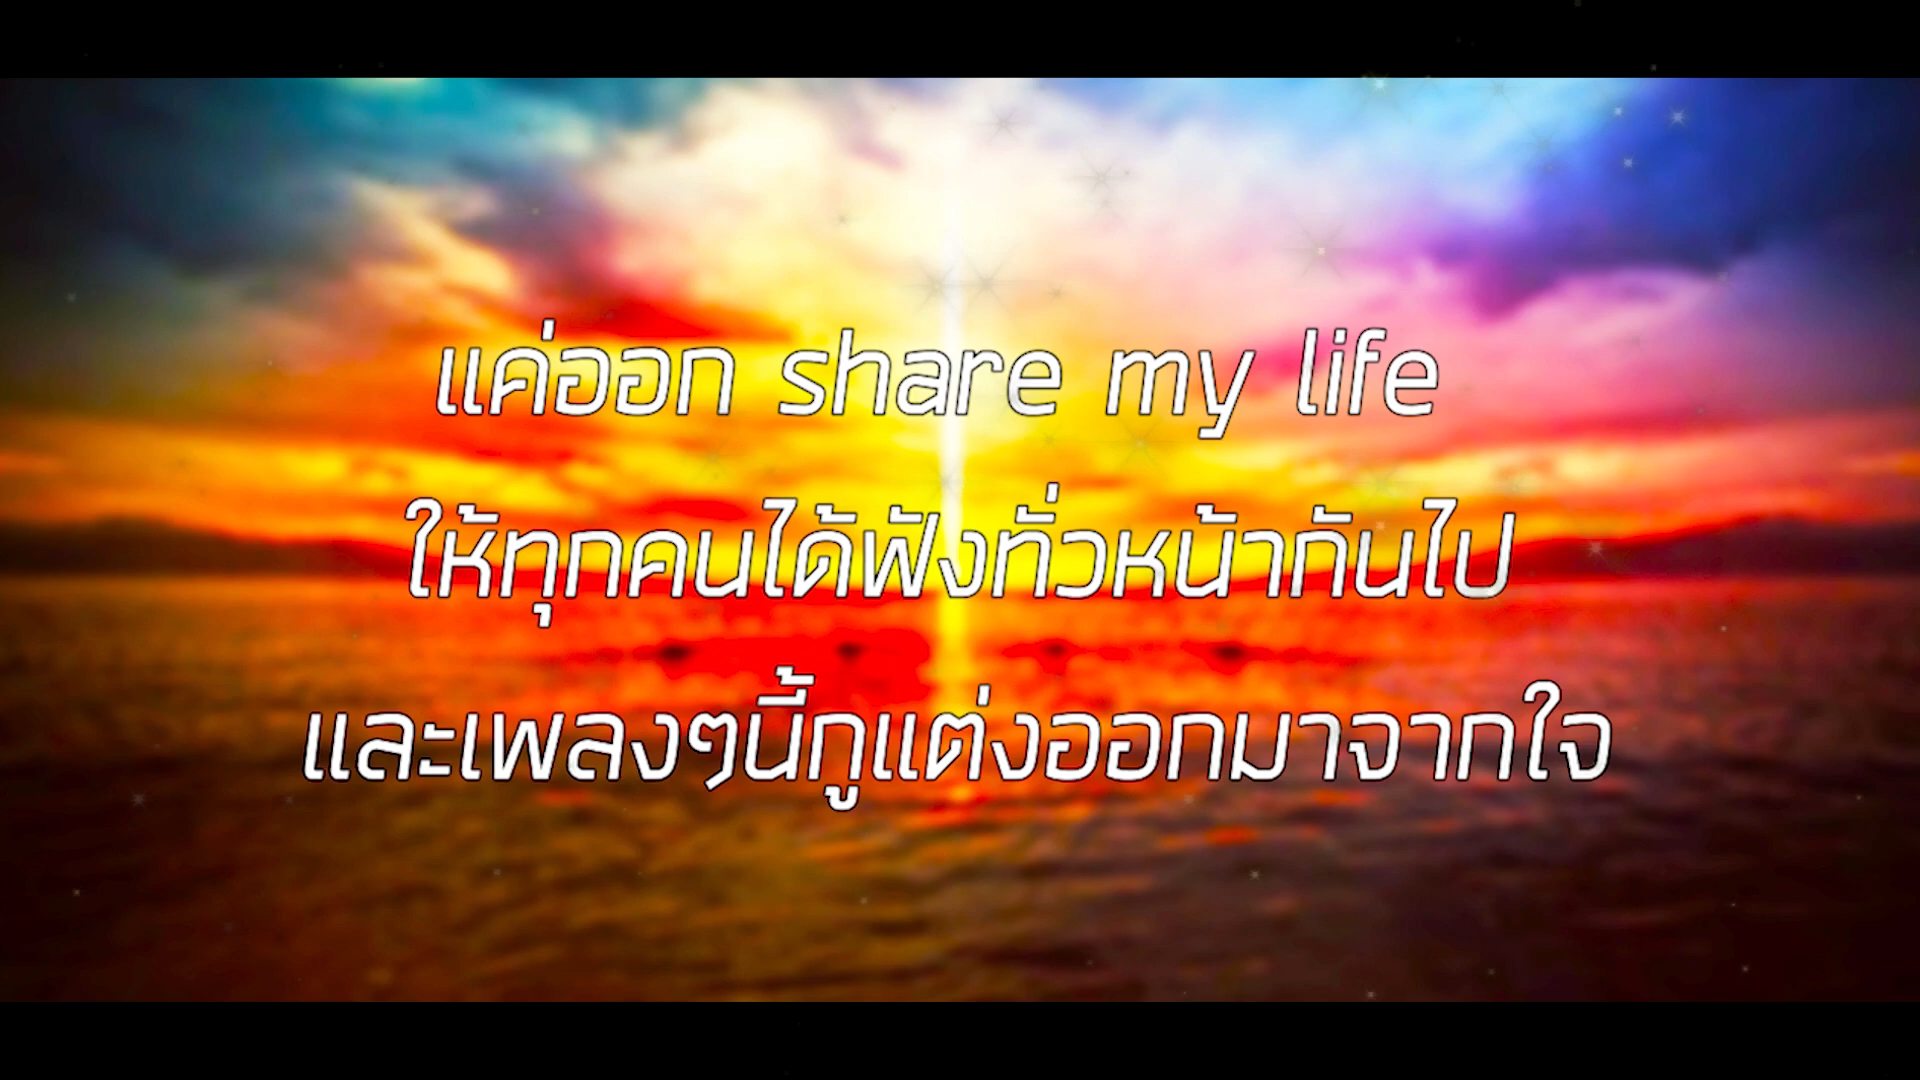 แค่ออก share my life
ให้ทุกคนได้ฟังทั่วหน้ากันไป
และเพลงๆนี้กูแต่งออกมาจากใจ